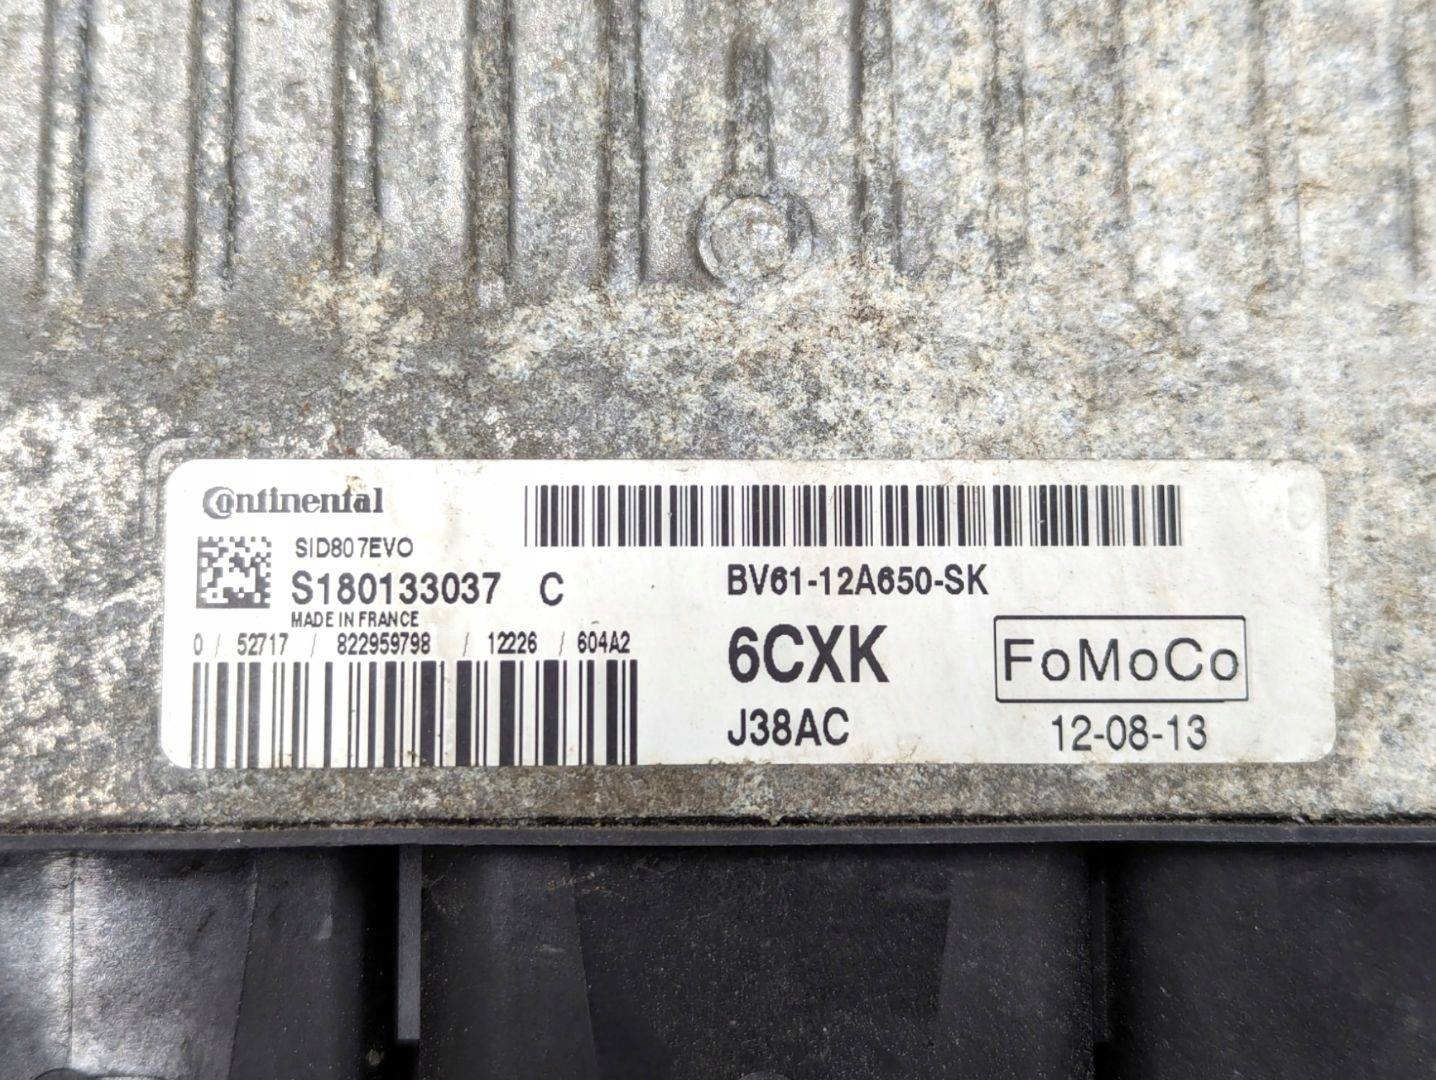 Continental
SID807EVO
S180133037 C
MADE IN FRANCE
0 / 52717 / 822959798 / 12226 / 604A2
BV61-12A650-SK
6CXK
FoMoCo
J38AC
12-08-13